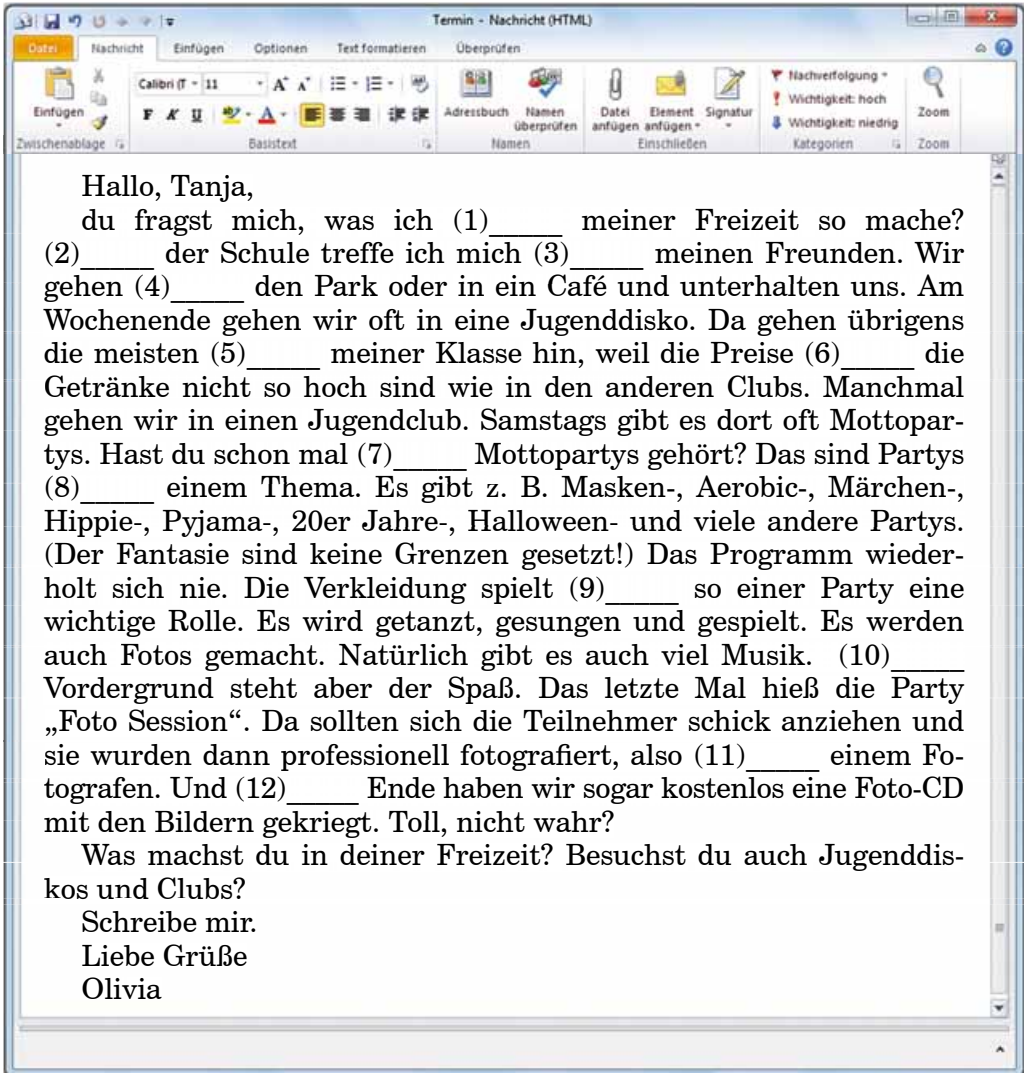 Termin - Nachricht (HTML)
Datei Nachricht Einfügen Optionen Text formatieren Überprüfen
Einfügen
Zwischenablage
Calibri (T 11
F K U
Basistext
Adressbuch Namen überprüfen
Namen
Datei anfügen Element anfügen Signatur
Einschließen
Nachverfolgung
Wichtigkeit: hoch
Wichtigkeit: niedrig
Kategorien
Zoom
Zoom
Hallo, Tanja,
du fragst mich, was ich (1)_____ meiner Freizeit so mache?
(2)_____ der Schule treffe ich mich (3)_____ meinen Freunden. Wir
gehen (4)_____ den Park oder in ein Café und unterhalten uns. Am
Wochenende gehen wir oft in eine Jugenddisko. Da gehen übrigens
die meisten (5)_____ meiner Klasse hin, weil die Preise (6)_____ die
Getränke nicht so hoch sind wie in den anderen Clubs. Manchmal
gehen wir in einen Jugendclub. Samstags gibt es dort oft Mottopar-
tys. Hast du schon mal (7)_____ Mottopartys gehört? Das sind Partys
(8)_____ einem Thema. Es gibt z. B. Masken-, Aerobic-, Märchen-,
Hippie-, Pyjama-, 20er Jahre-, Halloween- und viele andere Partys.
(Der Fantasie sind keine Grenzen gesetzt!) Das Programm wieder-
holt sich nie. Die Verkleidung spielt (9)_____ so einer Party eine
wichtige Rolle. Es wird getanzt, gesungen und gespielt. Es werden
auch Fotos gemacht. Natürlich gibt es auch viel Musik. (10)_____
Vordergrund steht aber der Spaß. Das letzte Mal hieß die Party
„Foto Session“. Da sollten sich die Teilnehmer schick anziehen und
sie wurden dann professionell fotografiert, also (11)_____ einem Fo-
tografen. Und (12)_____ Ende haben wir sogar kostenlos eine Foto-CD
mit den Bildern gekriegt. Toll, nicht wahr?
Was machst du in deiner Freizeit? Besuchst du auch Jugenddis-
kos und Clubs?
Schreibe mir.
Liebe Grüße
Olivia